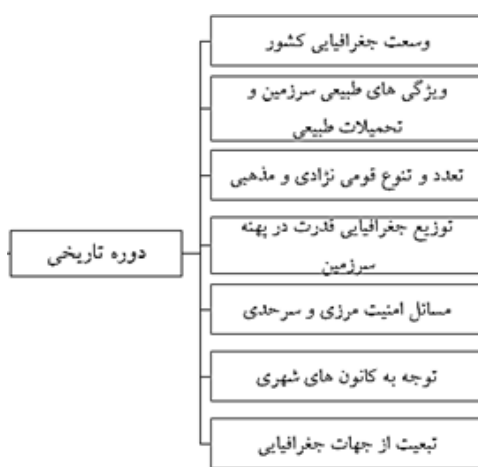 وسعت جغرافیایی کشور
ویژگی های طبیعی سرزمین و
تحمیلات طبیعی
تعدد و تنوع قومی نژادی و مذهبی
توزیع جغرافیایی قدرت در پهنه
سرزمین
دوره تاریخی
مسائل امنیت مرزی و سرحدی
توجه به کانون های شهری
تبعیت از جهات جغرافیایی